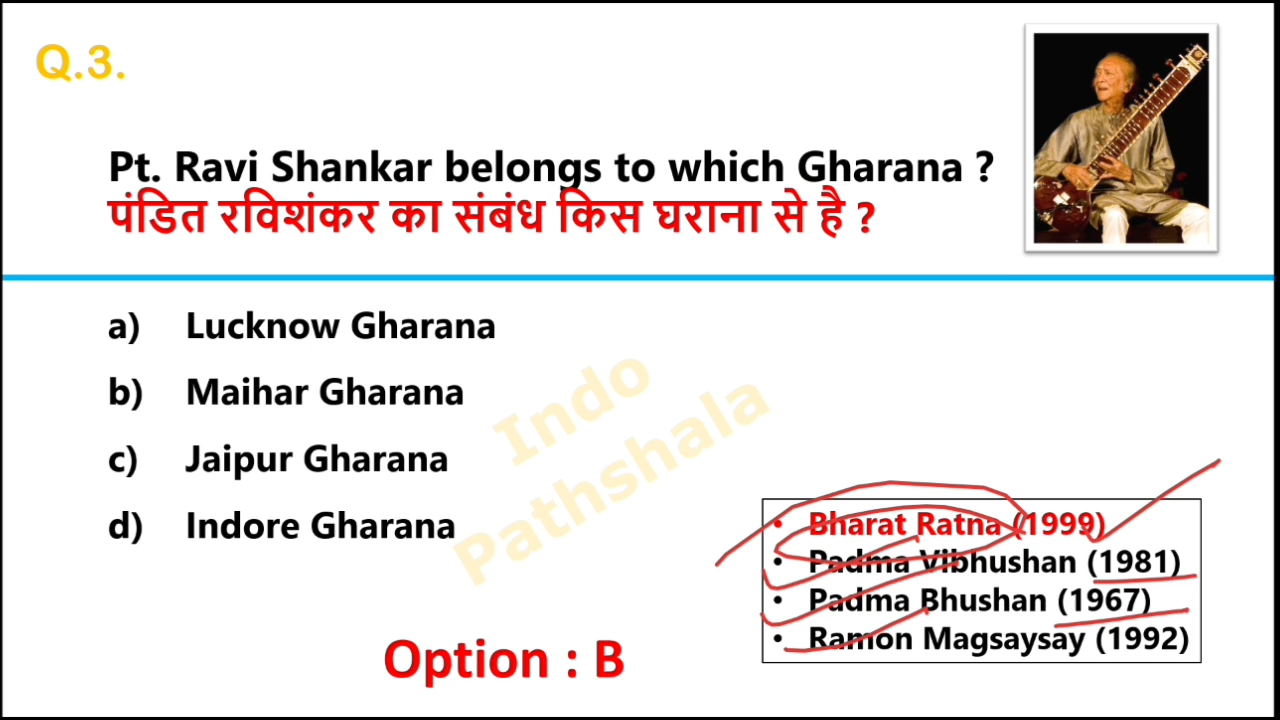 Q.3.
Pt. Ravi Shankar belongs to which Gharana ?
पंडित रविशंकर का संबंध किस घराना से है ?
a) Lucknow Gharana
b) Maihar Gharana
c) Jaipur Gharana
d) Indore Gharana
Indo
Pathshala
• Bharat Ratna (1999)
• Padma Vibhushan (1981)
• Padma Bhushan (1967)
• Ramon Magsaysay (1992)
Option : B